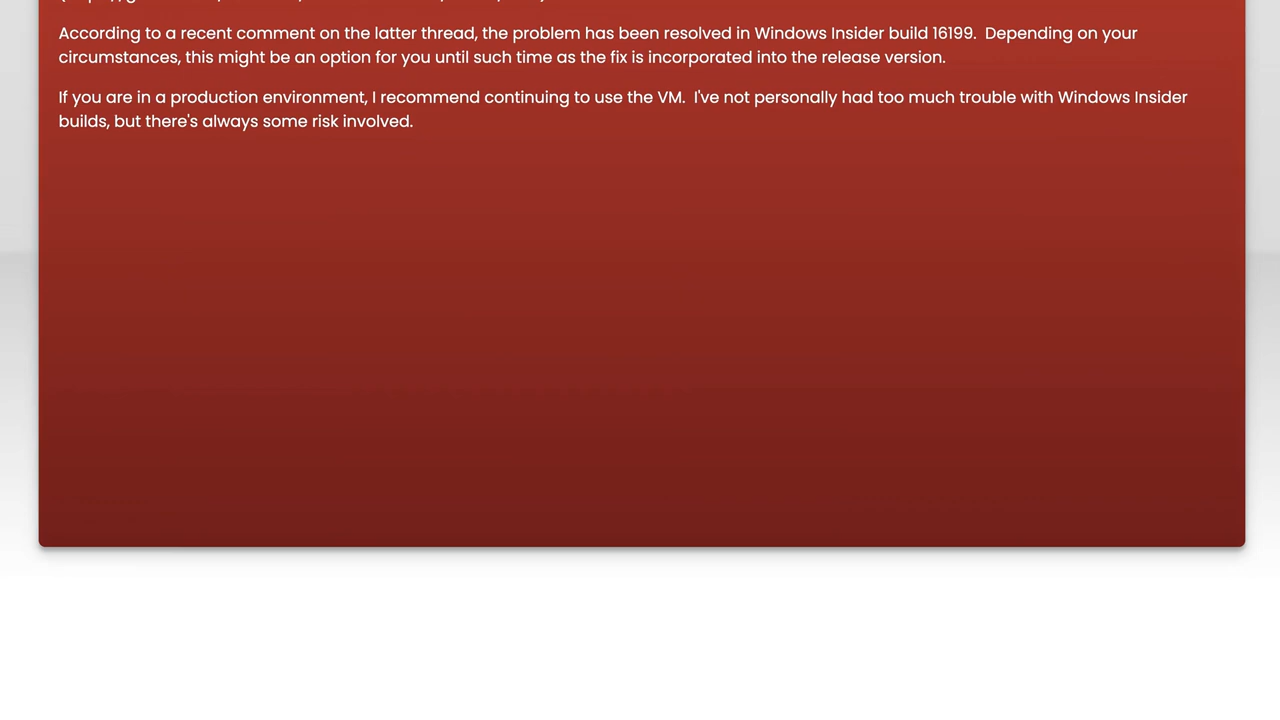 According to a recent comment on the latter thread, the problem has been resolved in Windows Insider build 16199.  Depending on your
circumstances, this might be an option for you until such time as the fix is incorporated into the release version.
If you are in a production environment, I recommend continuing to use the VM.  I've not personally had too much trouble with Windows Insider
builds, but there's always some risk involved.